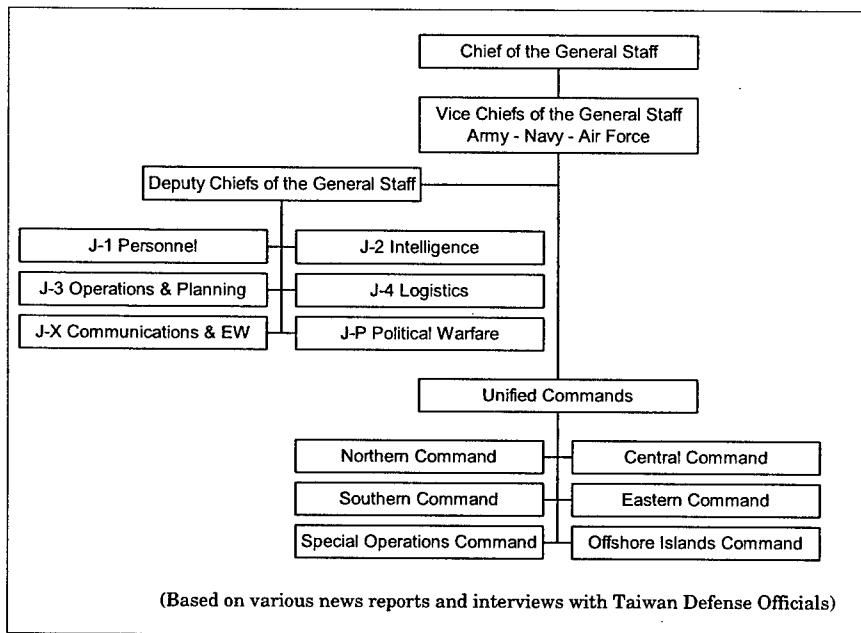 Chief of the General Staff
Vice Chiefs of the General Staff
Army - Navy - Air Force
Deputy Chiefs of the General Staff
J-1 Personnel
J-2 Intelligence
J-3 Operations & Planning
J-4 Logistics
J-X Communications & EW
J-P Political Warfare
Unified Commands
Northern Command
Central Command
Southern Command
Eastern Command
Special Operations Command
Offshore Islands Command
(Based on various news reports and interviews with Taiwan Defense Officials)